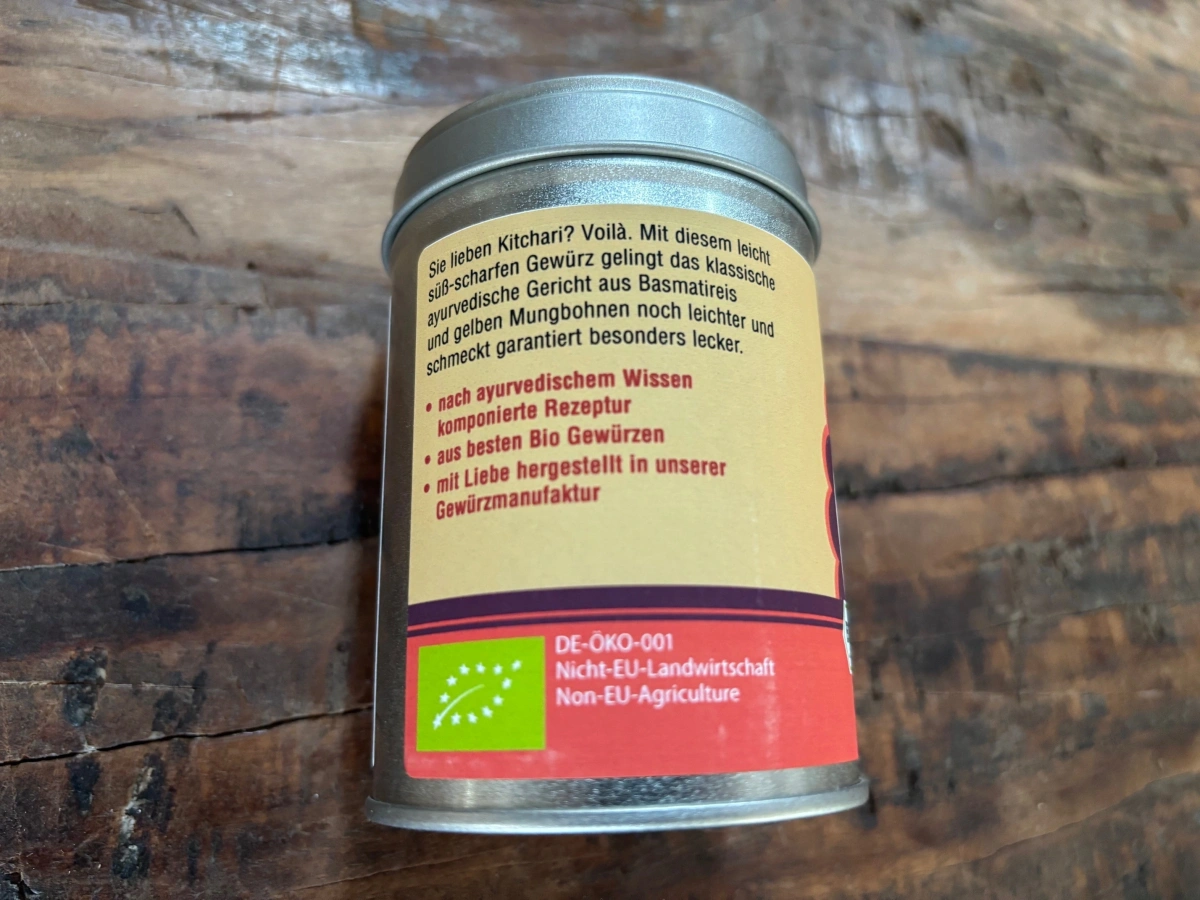 Sie lieben Kitchari? Voilà. Mit diesem leicht
süß-scharfen Gewürz gelingt das klassische
ayurvedische Gericht aus Basmatireis
und gelben Mungbohnen noch leichter und
schmeckt garantiert besonders lecker.
• nach ayurvedischem Wissen
komponierte Rezeptur
• aus besten Bio Gewürzen
• mit Liebe hergestellt in unserer
Gewürzmanufaktur
DE-ÖKO-001
Nicht-EU-Landwirtschaft
Non-EU-Agriculture